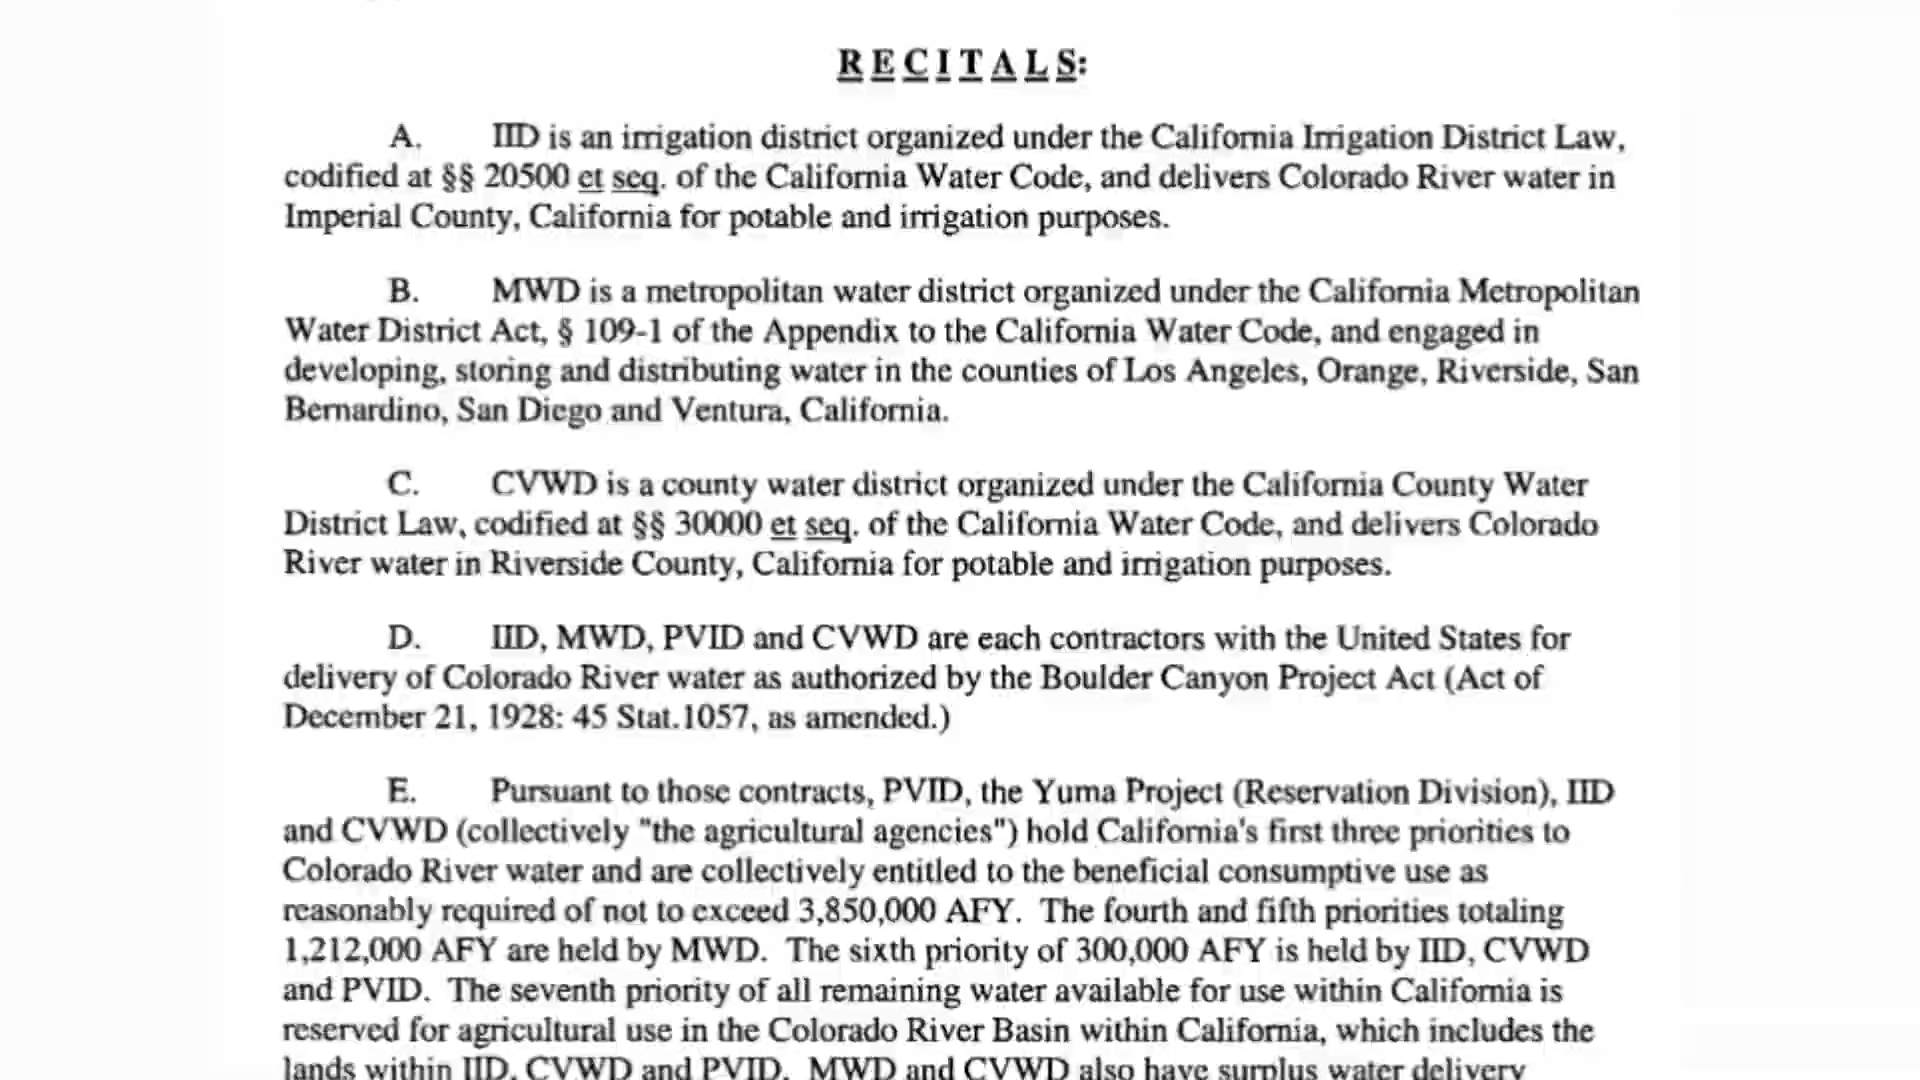 RECITALS:
A. IID is an irrigation district organized under the California Irrigation District Law,
codified at §§ 20500 et seq. of the California Water Code, and delivers Colorado River water in
Imperial County, California for potable and irrigation purposes.
B. MWD is a metropolitan water district organized under the California Metropolitan
Water District Act, § 109-1 of the Appendix to the California Water Code, and engaged in
developing, storing and distributing water in the counties of Los Angeles, Orange, Riverside, San
Bernardino, San Diego and Ventura, California.
C. CVWD is a county water district organized under the California County Water
District Law, codified at §§ 30000 et seq. of the California Water Code, and delivers Colorado
River water in Riverside County, California for potable and irrigation purposes.
D. IID, MWD, PVID and CVWD are each contractors with the United States for
delivery of Colorado River water as authorized by the Boulder Canyon Project Act (Act of
December 21, 1928: 45 Stat.1057, as amended.)
E. Pursuant to those contracts, PVID, the Yuma Project (Reservation Division), IID
and CVWD (collectively "the agricultural agencies") hold California's first three priorities to
Colorado River water and are collectively entitled to the beneficial consumptive use as
reasonably required of not to exceed 3,850,000 AFY. The fourth and fifth priorities totaling
1,212,000 AFY are held by MWD. The sixth priority of 300,000 AFY is held by IID, CVWD
and PVID. The seventh priority of all remaining water available for use within California is
reserved for agricultural use in the Colorado River Basin within California, which includes the
lands within IID, CVWD and PVID. MWD and CVWD also have surplus water delivery